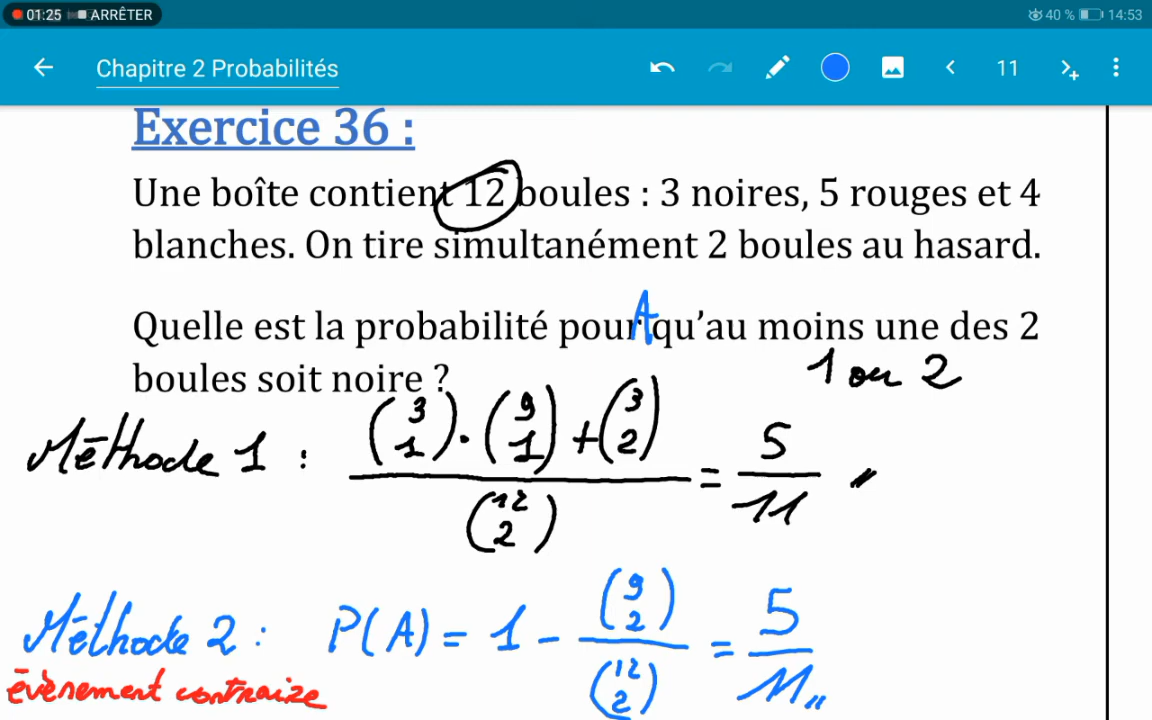 01:25 ARRÊTER 40 % 14:53
Chapitre 2 Probabilités 11
Exercice 36 :
Une boîte contient 12 boules : 3 noires, 5 rouges et 4
blanches. On tire simultanément 2 boules au hasard.
Quelle est la probabilité pour A qu'au moins une des 2
boules soit noire ?
1 ou 2
Méthode 1 : (3 1) . (9 1) + (3 2) / (12 2) = 5/11
Méthode 2 : P(A) = 1 - (9 2) / (12 2) = 5/11
évènement contraire